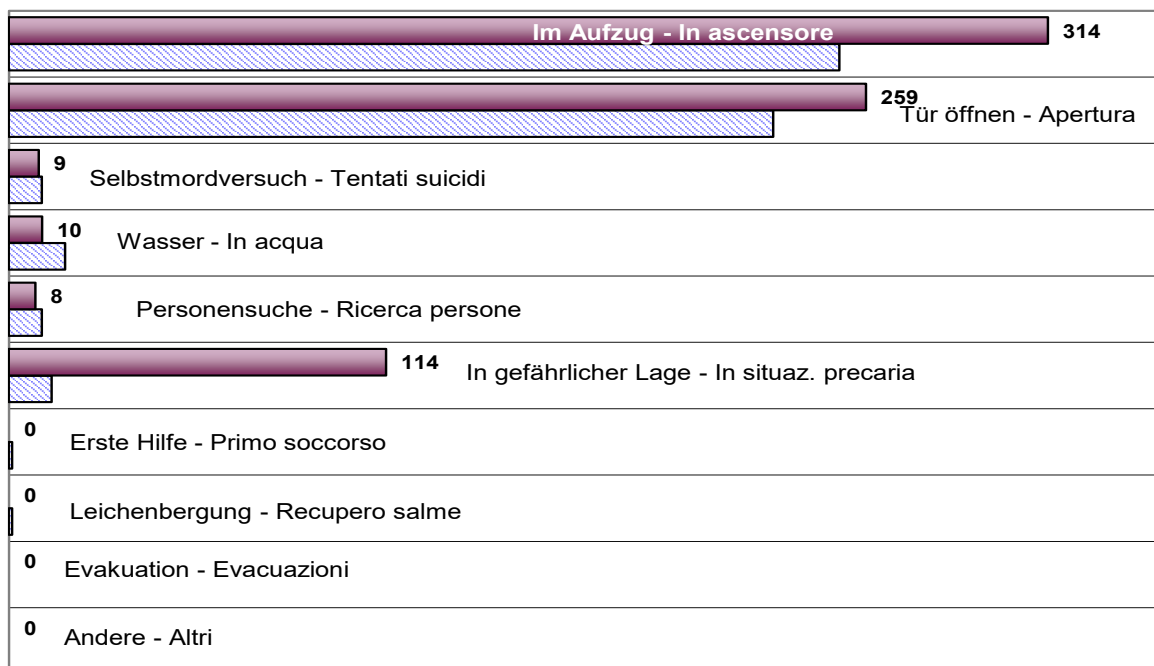 Im Aufzug - In ascensore 314
259 Tür öffnen - Apertura
9 Selbstmordversuch - Tentati suicidi
10 Wasser - In acqua
8 Personensuche - Ricerca persone
114 In gefährlicher Lage - In situaz. precaria
0 Erste Hilfe - Primo soccorso
0 Leichenbergung - Recupero salme
0 Evakuation - Evacuazioni
0 Andere - Altri